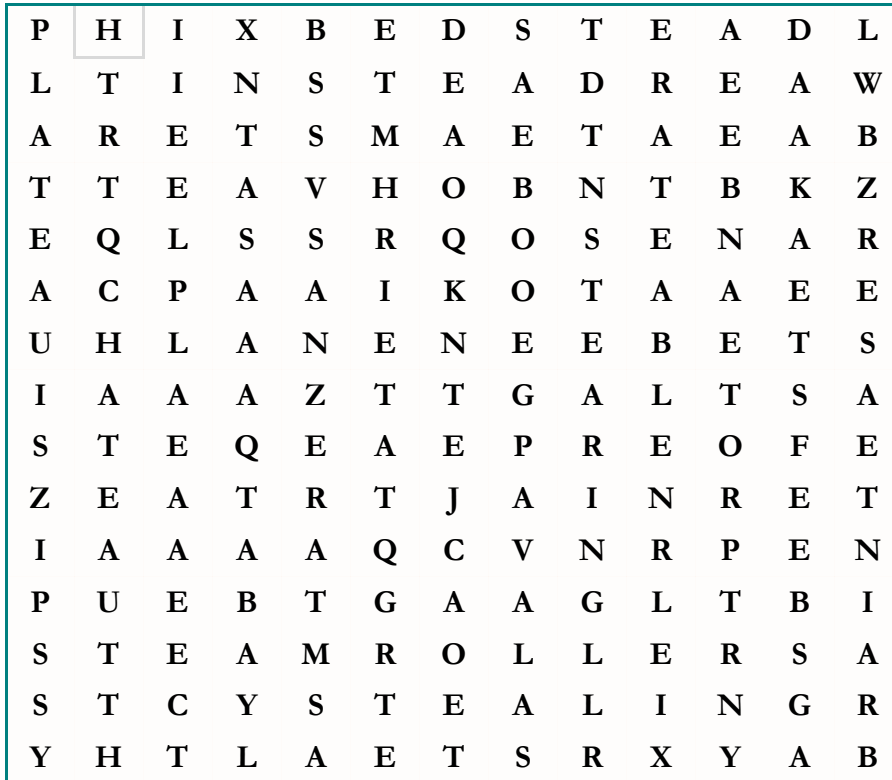 P H I X B E D S T E A D L
L T I N S T E A D R E A W
A R E T S M A E T A E A B
T T E A V H O B N T B K Z
E Q L S S R Q O S E N A R
A C P A A I K O T A A E E
U H L A N E N E E B E T S
I A A A Z T T G A L T S A
S T E Q E A E P R E O F E
Z E A T R T J A I N R E T
I A A A A Q C V N R P E N
P U E B T G A A G L T B I
S T E A M R O L L E R S A
S T C Y S T E A L I N G R
Y H T L A E T S R X Y A B